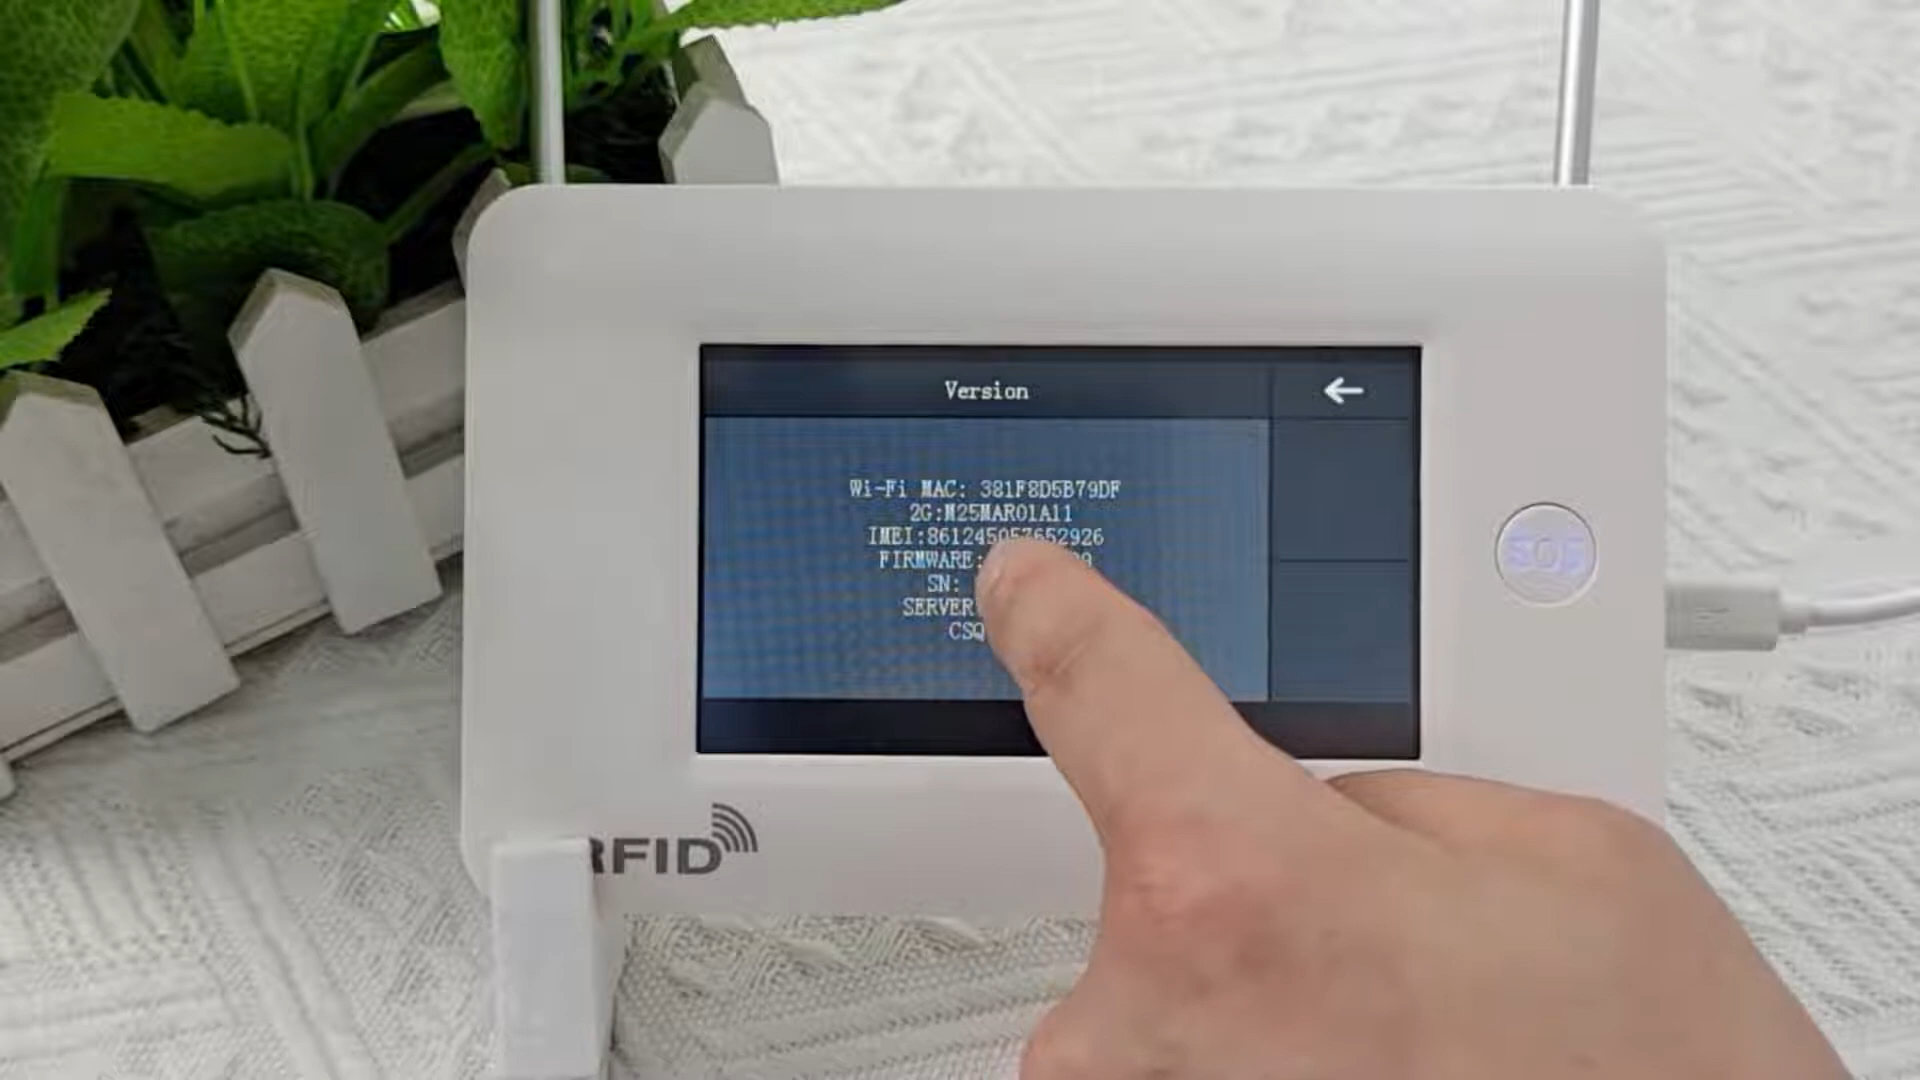 Version
Wi-Fi MAC: 381F8D5B79DF
2G:M25MAR01A11
IMEI:861245057652926
FIRMWARE:
SN:
SERVER
CSQ
SOS
RFID